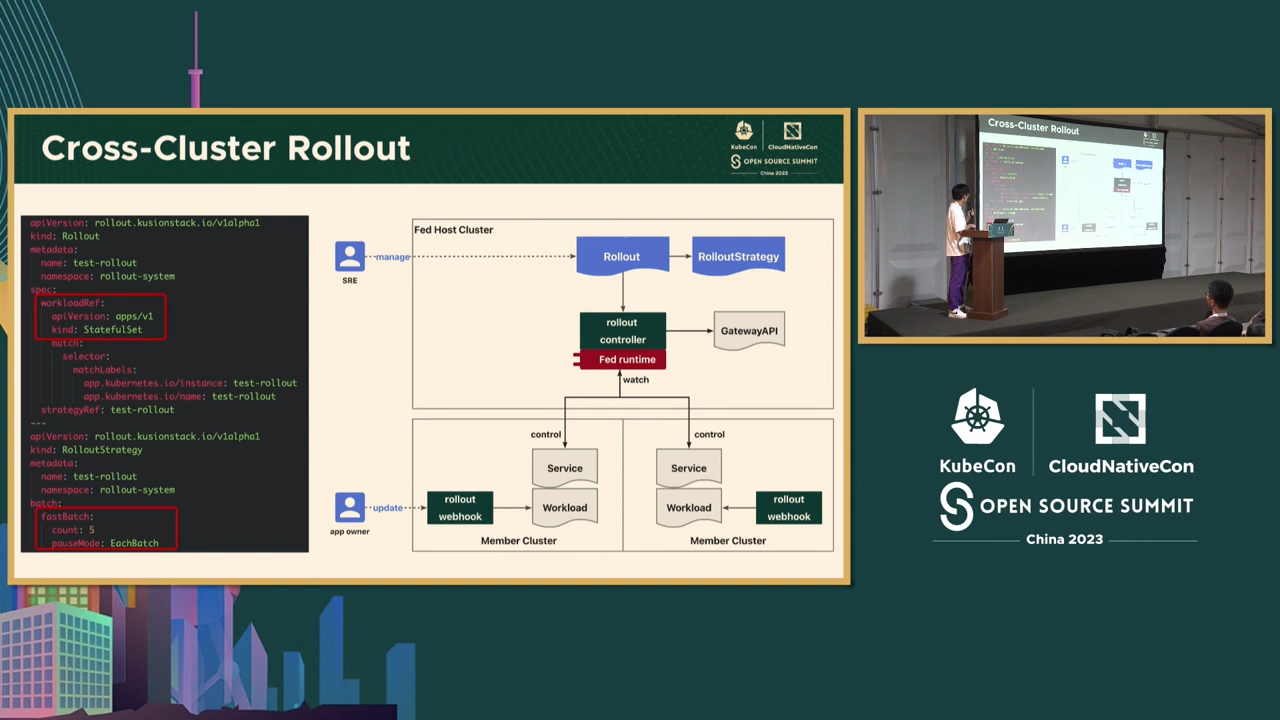 Cross-Cluster Rollout
KubeCon
CloudNativeCon
OPEN SOURCE SUMMIT
China 2023
apiVersion: rollout.kusionstack.io/v1alpha1
kind: Rollout
metadata:
name: test-rollout
namespace: rollout-system
spec:
workloadRef:
apiVersion: apps/v1
kind: StatefulSet
match:
selector:
matchLabels:
app.kubernetes.io/instance: test-rollout
app.kubernetes.io/name: test-rollout
strategyRef: test-rollout
---
apiVersion: rollout.kusionstack.io/v1alpha1
kind: RolloutStrategy
metadata:
name: test-rollout
namespace: rollout-system
batch:
fastBatch:
count: 5
pauseMode: EachBatch
SRE
manage
Fed Host Cluster
Rollout
RolloutStrategy
rollout
controller
Fed runtime
GatewayAPI
watch
control
control
Service
Service
app owner
update
rollout
webhook
Workload
Workload
rollout
webhook
Member Cluster
Member Cluster
Cross-Cluster Rollout
KubeCon
CloudNativeCon
OPEN SOURCE SUMMIT
China 2023